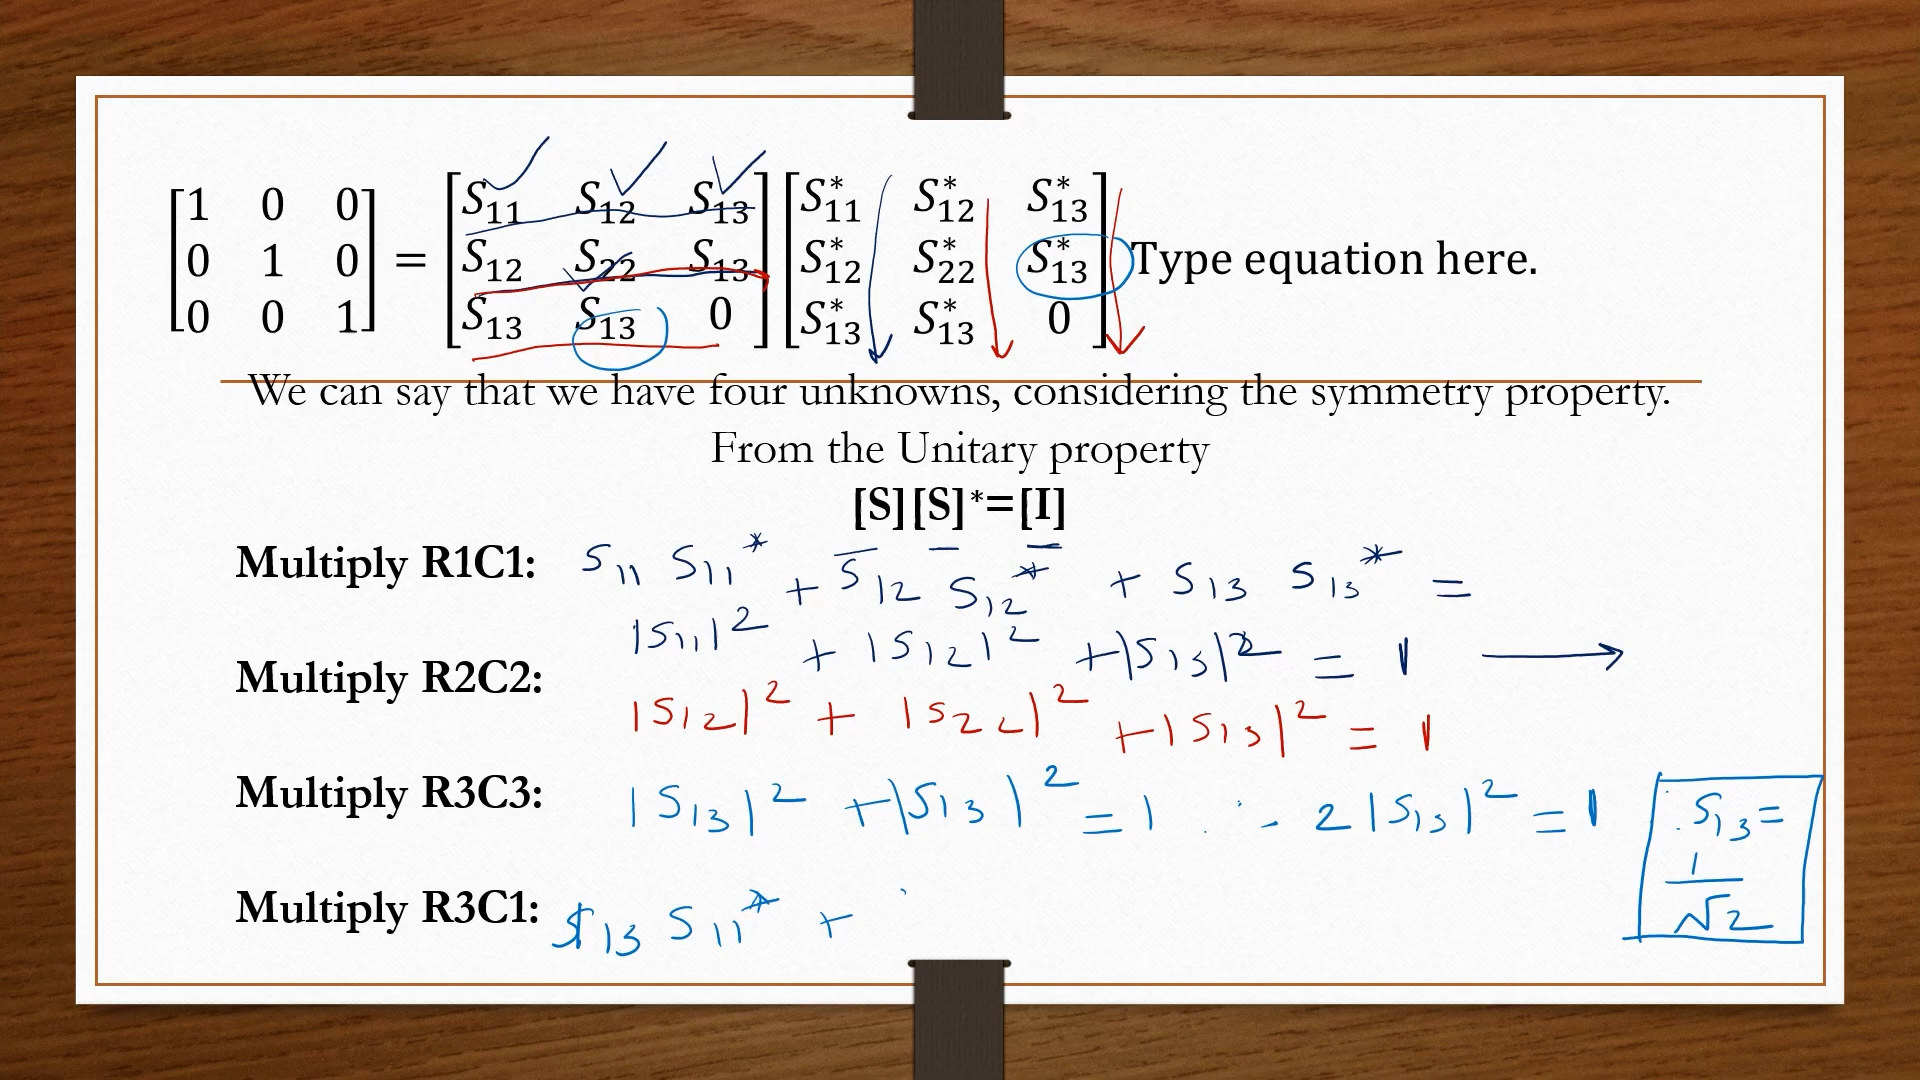 [1 0 0] = [S11 S12 S13] [S*11 S*12 S*13]
[0 1 0] [S12 S22 S13] [S*12 S*22 S*13] Type equation here.
[0 0 1] [S13 S13 0] [S*13 S*13 0]
We can say that we have four unknowns, considering the symmetry property.
From the Unitary property
[S][S]*=[I]
Multiply R1C1: S11 S11* + S12 S12* + S13 S13* =
|S11|² + |S12|² + |S13|² = 1 →
Multiply R2C2: |S12|² + |S22|² + |S13|² = 1
Multiply R3C3: |S13|² + |S13|² = 1 ∴ 2|S13|² = 1
∴ S13 =
1
√2
Multiply R3C1: S13 S11* +